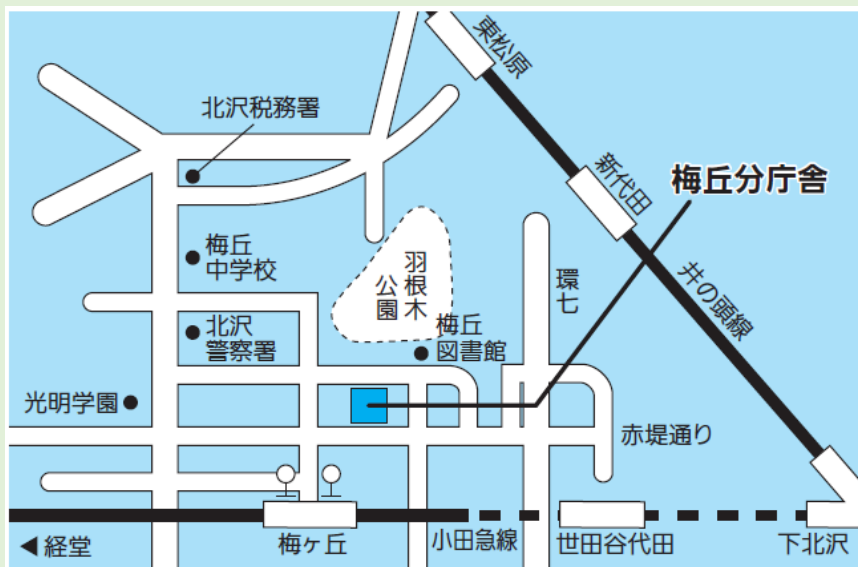 東松原
北沢税務署
新代田
梅丘分庁舎
梅丘
中学校
羽根木
公園
環七
井の頭線
北沢
警察署
梅丘
図書館
光明学園
赤堤通り
◀経堂
梅ヶ丘
小田急線
世田谷代田
下北沢